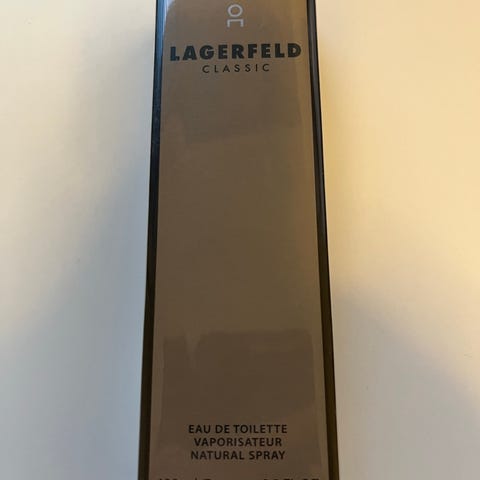 LAGERFELD
CLASSIC
EAU DE TOILETTE
VAPORISATEUR
NATURAL SPRAY